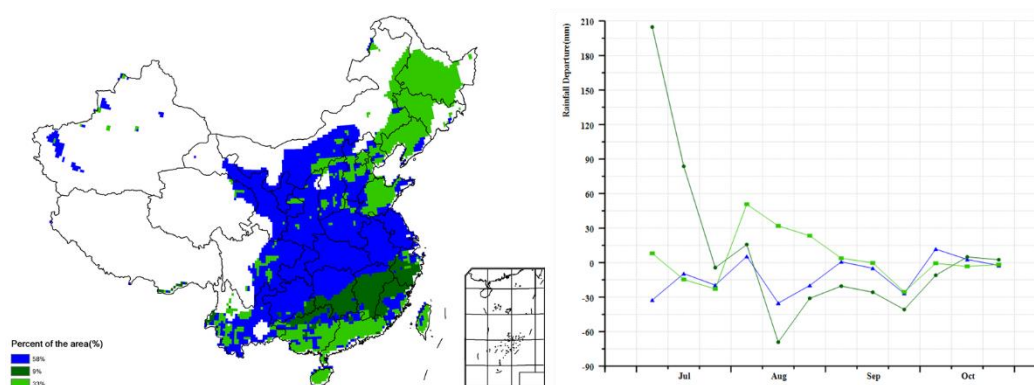 Percent of the area(%)
58%
9%
33%
Rainfall Departure(mm)
210
180
150
120
90
60
30
0
-30
-60
-90
Jul
Aug
Sep
Oct